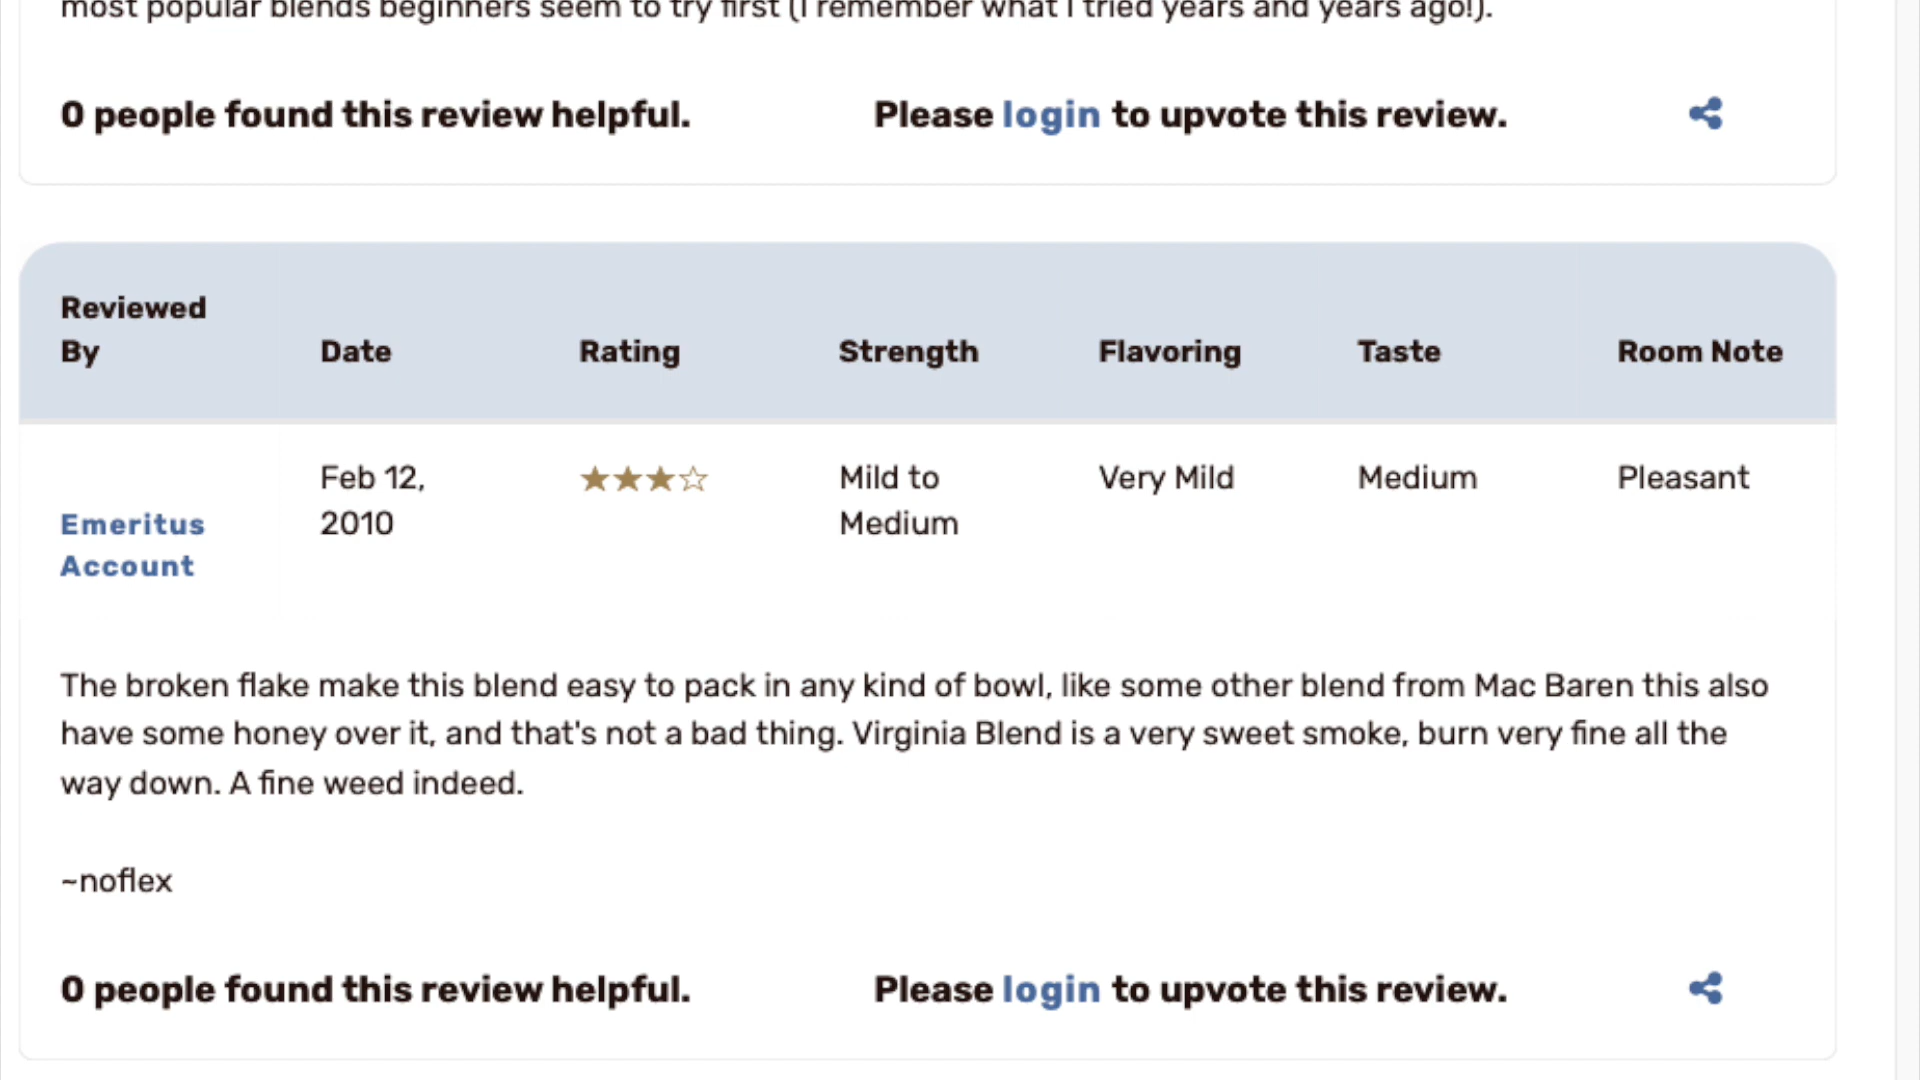 most popular blends beginners seem to try first (I remember what I tried years and years ago!).
0 people found this review helpful. Please login to upvote this review.
Reviewed By Date Rating Strength Flavoring Taste Room Note
Emeritus Account Feb 12, 2010 ★★★☆ Mild to Medium Very Mild Medium Pleasant
The broken flake make this blend easy to pack in any kind of bowl, like some other blend from Mac Baren this also
have some honey over it, and that's not a bad thing. Virginia Blend is a very sweet smoke, burn very fine all the
way down. A fine weed indeed.
~noflex
0 people found this review helpful. Please login to upvote this review.